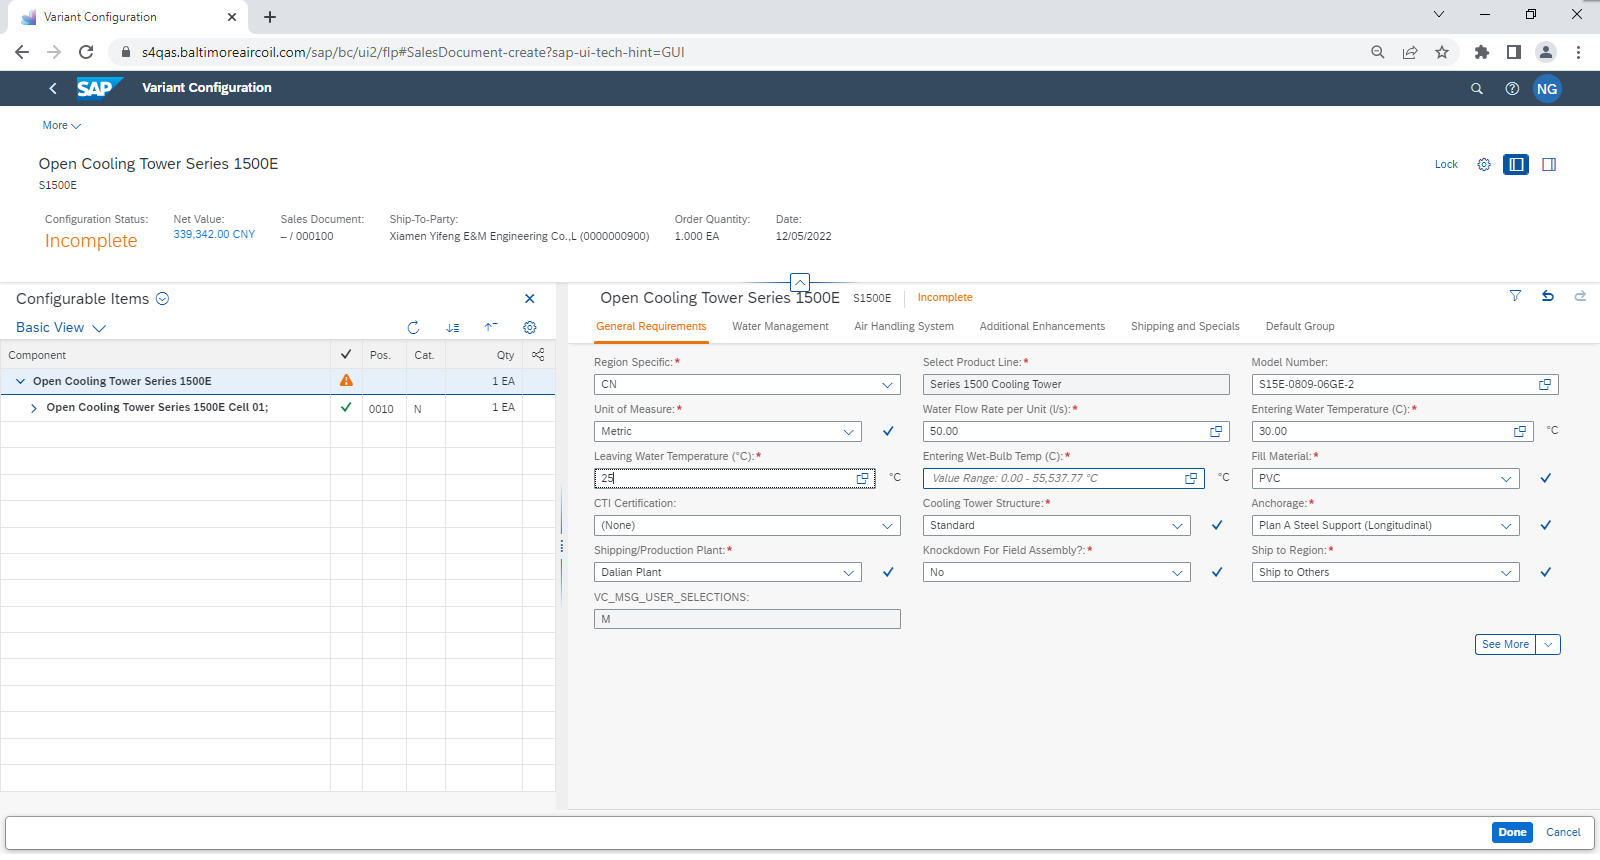 Variant Configuration
s4qas.baltimoreaircoil.com/sap/bc/ui2/flp#SalesDocument-create?sap-ui-tech-hint=GUI
SAP
Variant Configuration
NG
More
Open Cooling Tower Series 1500E
S1500E
Lock
Configuration Status: Net Value: Sales Document: Ship-To-Party: Order Quantity: Date:
Incomplete 339,342.00 CNY – / 000100 Xiamen Yifeng E&M Engineering Co.,L (0000000900) 1.000 EA 12/05/2022
Configurable Items
Basic View
Component Pos. Cat. Qty
Open Cooling Tower Series 1500E 1 EA
Open Cooling Tower Series 1500E Cell 01; 0010 N 1 EA
Open Cooling Tower Series 1500E S1500E Incomplete
General Requirements Water Management Air Handling System Additional Enhancements Shipping and Specials Default Group
Region Specific:* Select Product Line:* Model Number:
CN Series 1500 Cooling Tower S15E-0809-06GE-2
Unit of Measure:* Water Flow Rate per Unit (l/s):* Entering Water Temperature (C):*
Metric 50.00 30.00 °C
Leaving Water Temperature (°C):* Entering Wet-Bulb Temp (C):* Fill Material:*
25 °C Value Range: 0.00 - 55,537.77 °C °C PVC
CTI Certification: Cooling Tower Structure:* Anchorage:*
(None) Standard Plan A Steel Support (Longitudinal)
Shipping/Production Plant:* Knockdown For Field Assembly?:* Ship to Region:*
Dalian Plant No Ship to Others
VC_MSG_USER_SELECTIONS:
M
See More
Done Cancel